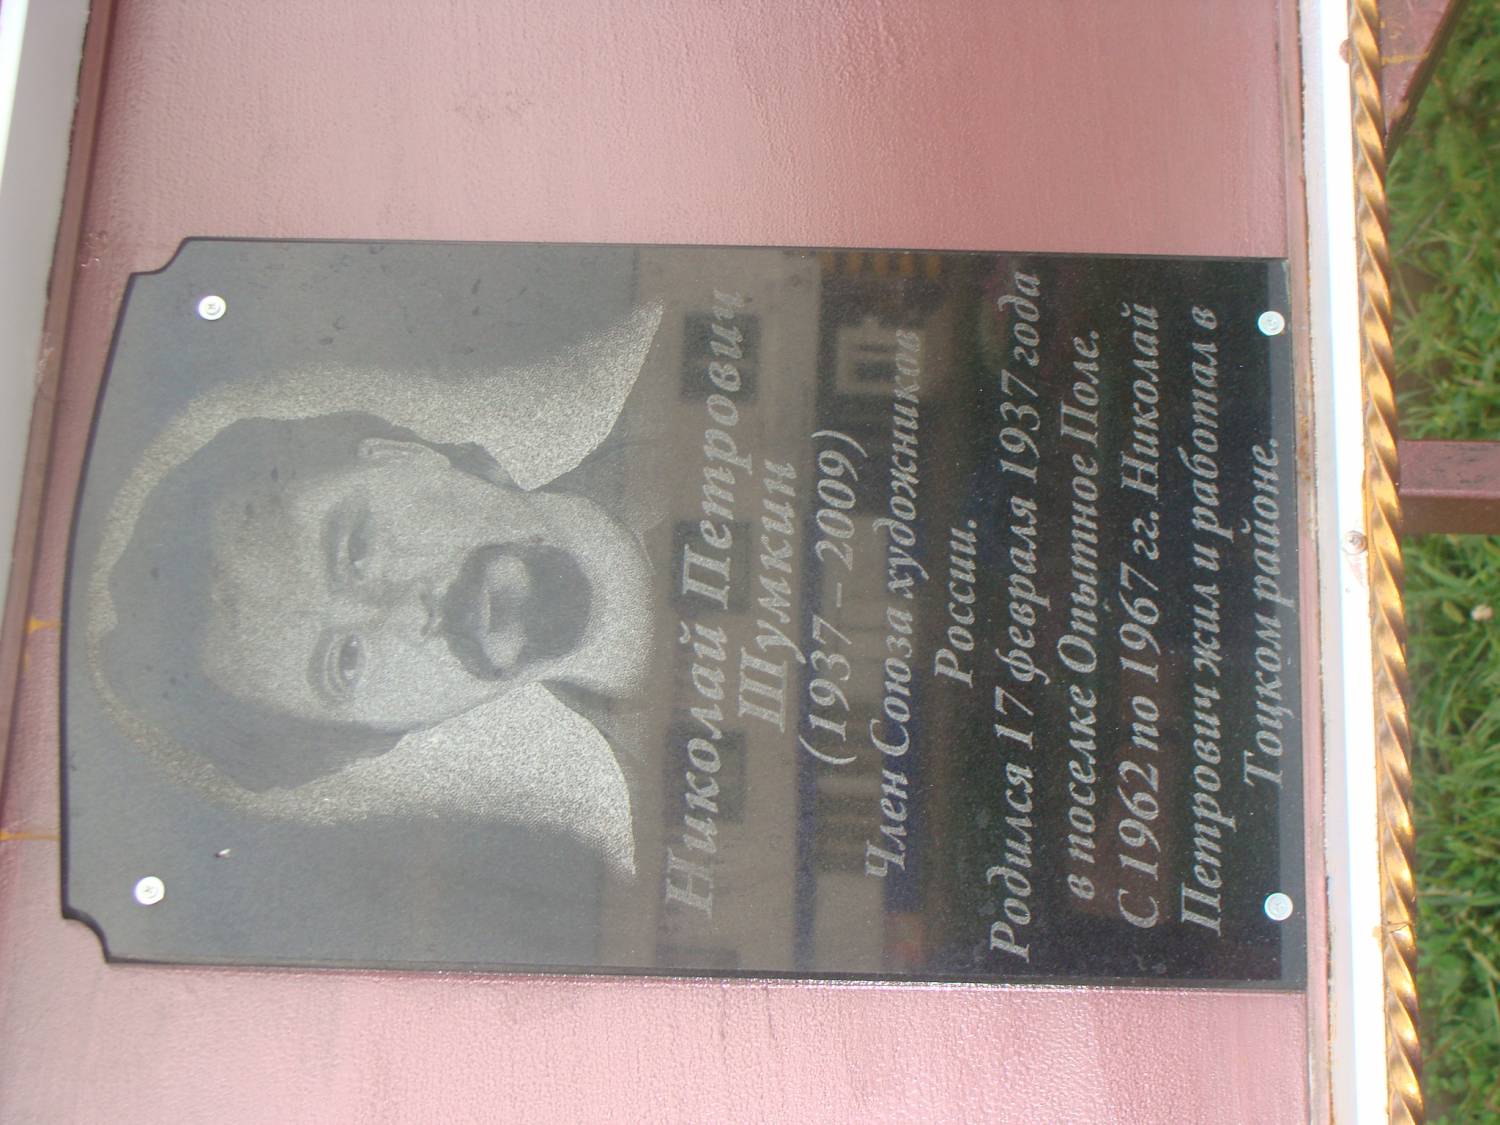 Николай Петрович
Шумкин
(1937 – 2009)
Член Союза художников
России.
Родился 17 февраля 1937 года
в поселке Опытное Поле.
С 1962 по 1967 гг. Николай
Петрович жил и работал в
Тоцком районе.